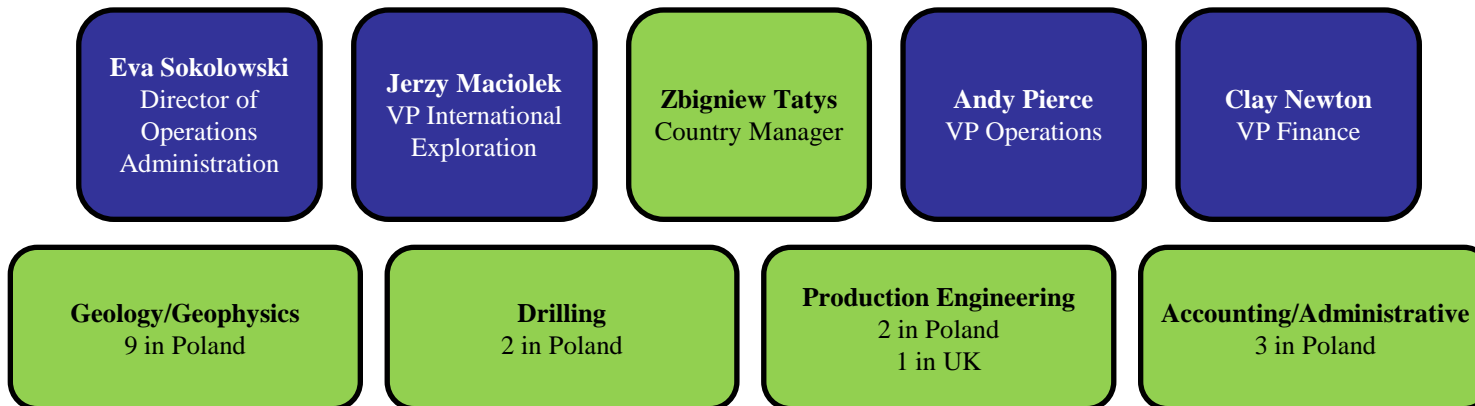 Eva Sokolowski
Director of
Operations
Administration
Jerzy Maciolek
VP International
Exploration
Zbigniew Tatys
Country Manager
Andy Pierce
VP Operations
Clay Newton
VP Finance
Geology/Geophysics
9 in Poland
Drilling
2 in Poland
Production Engineering
2 in Poland
1 in UK
Accounting/Administrative
3 in Poland